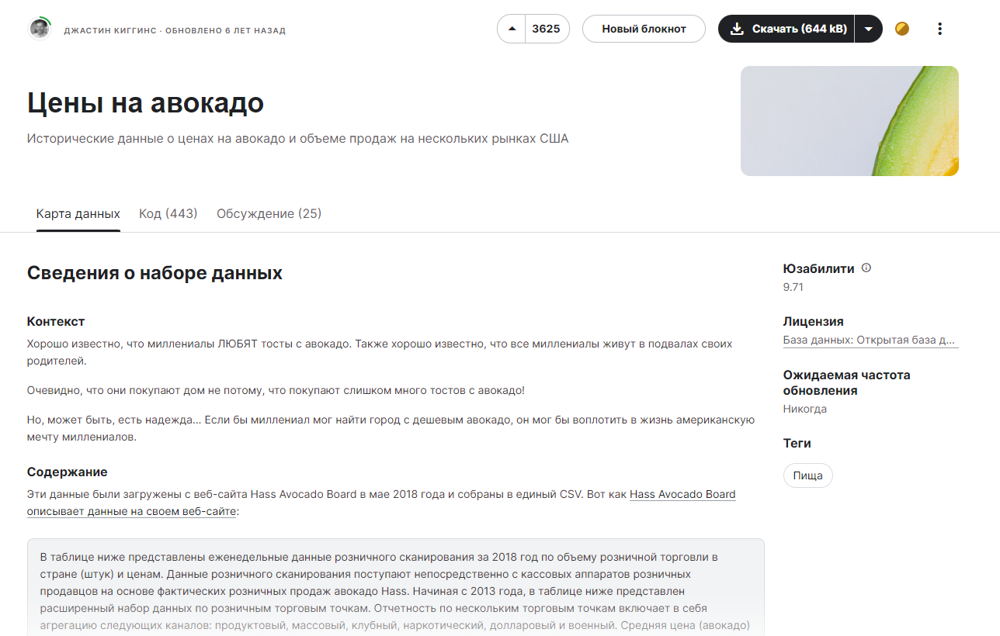 ДЖАСТИН КИГГИНС · ОБНОВЛЕНО 6 ЛЕТ НАЗАД
3625
Новый блокнот
Скачать (644 kB)
Цены на авокадо
Исторические данные о ценах на авокадо и объеме продаж на нескольких рынках США
Карта данных
Код (443)
Обсуждение (25)
Сведения о наборе данных
Контекст
Хорошо известно, что миллениалы ЛЮБЯТ тосты с авокадо. Также хорошо известно, что все миллениалы живут в подвалах своих
родителей.
Очевидно, что они покупают дом не потому, что покупают слишком много тостов с авокадо!
Но, может быть, есть надежда... Если бы миллениал мог найти город с дешевым авокадо, он мог бы воплотить в жизнь американскую
мечту миллениалов.
Содержание
Эти данные были загружены с веб-сайта Hass Avocado Board в мае 2018 года и собраны в единый CSV. Вот как Hass Avocado Board
описывает данные на своем веб-сайте:
В таблице ниже представлены еженедельные данные розничного сканирования за 2018 год по объему розничной торговли в
стране (штук) и ценам. Данные розничного сканирования поступают непосредственно с кассовых аппаратов розничных
продавцов на основе фактических розничных продаж авокадо Hass. Начиная с 2013 года, в таблице ниже представлен
расширенный набор данных по розничным торговым точкам. Отчетность по нескольким торговым точкам включает в себя
агрегацию следующих каналов: продуктовый, массовый, клубный, наркотический, долларовый и военный. Средняя цена (авокадо)
Юзабилити
9.71
Лицензия
База данных: Открытая база д...
Ожидаемая частота
обновления
Никогда
Теги
Пища